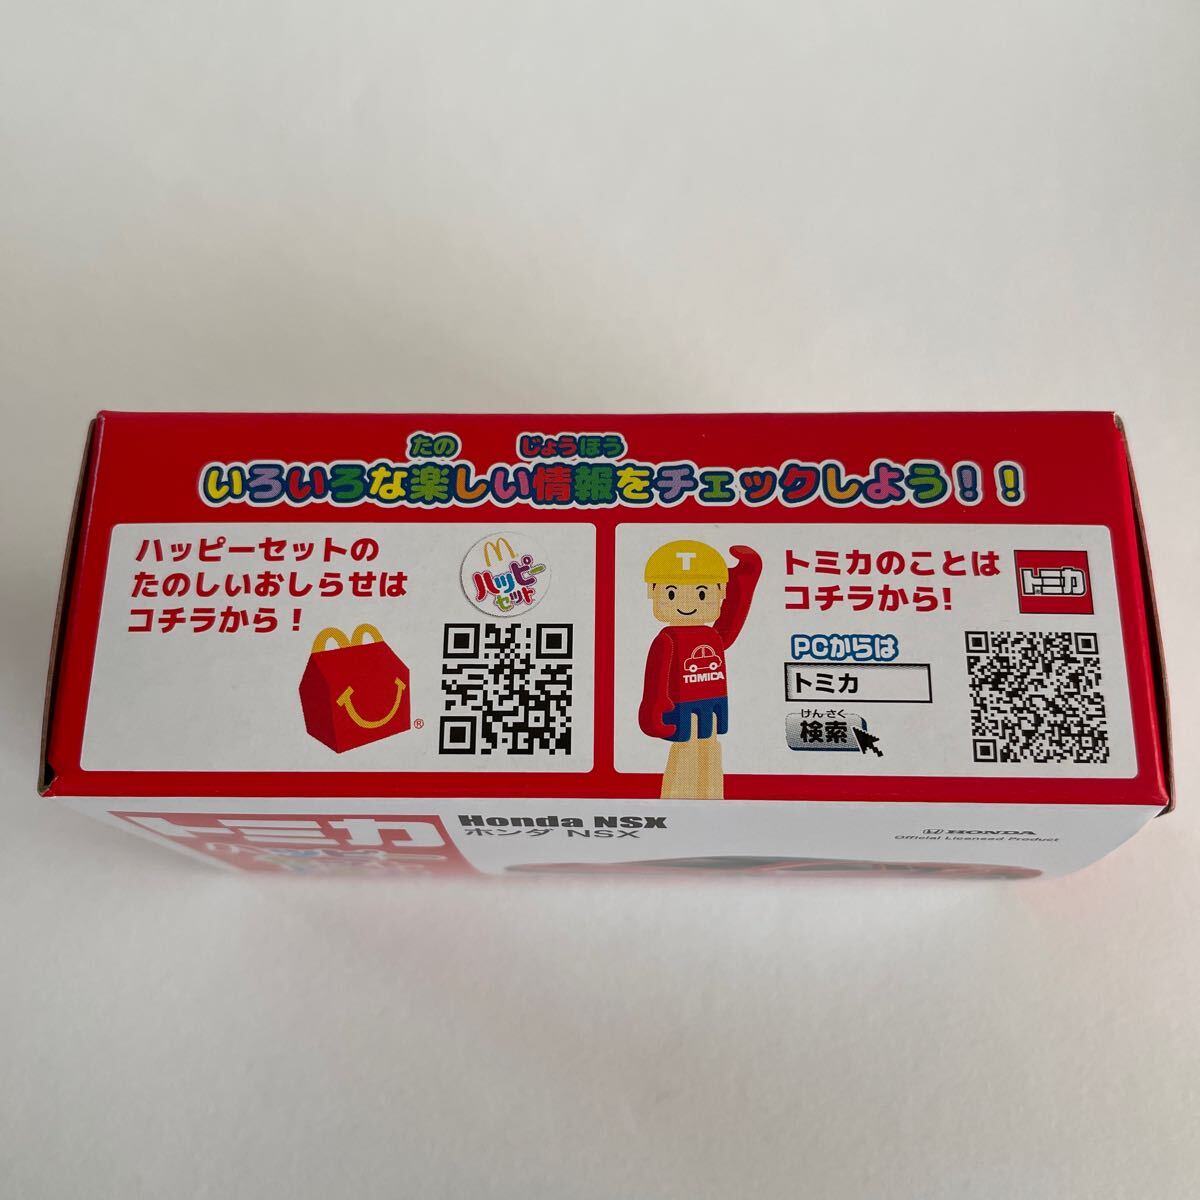 たの じょうほう
いろいろな楽しい情報をチェックしよう！！
ハッピーセットの
たのしいおしらせは
コチラから！
ハッピー
セット
®
T
TOMICA
トミカのことは
コチラから!
トミカ
PCからは
トミカ
けんさく
検索
トミカ
ハッピー
Honda NSX
ホンダ NSX
HONDA
Official Licensed Product